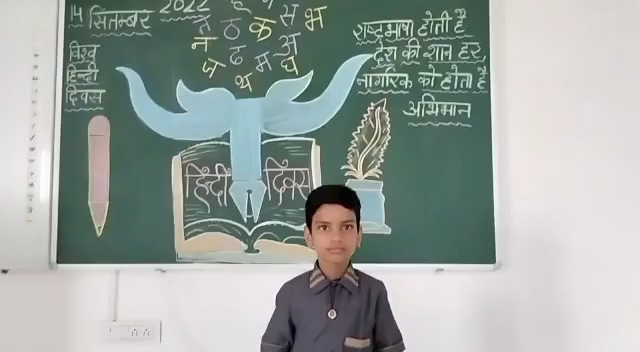 14 सितम्बर 2022
विश्व
हिन्दी
दिवस
त ठ क स भ
न ढ म अ
ज थ घ
राष्ट्रभाषा होती है
देश की शान हर
नागरिक को होता है
अभिमान
हिंदी दिवस